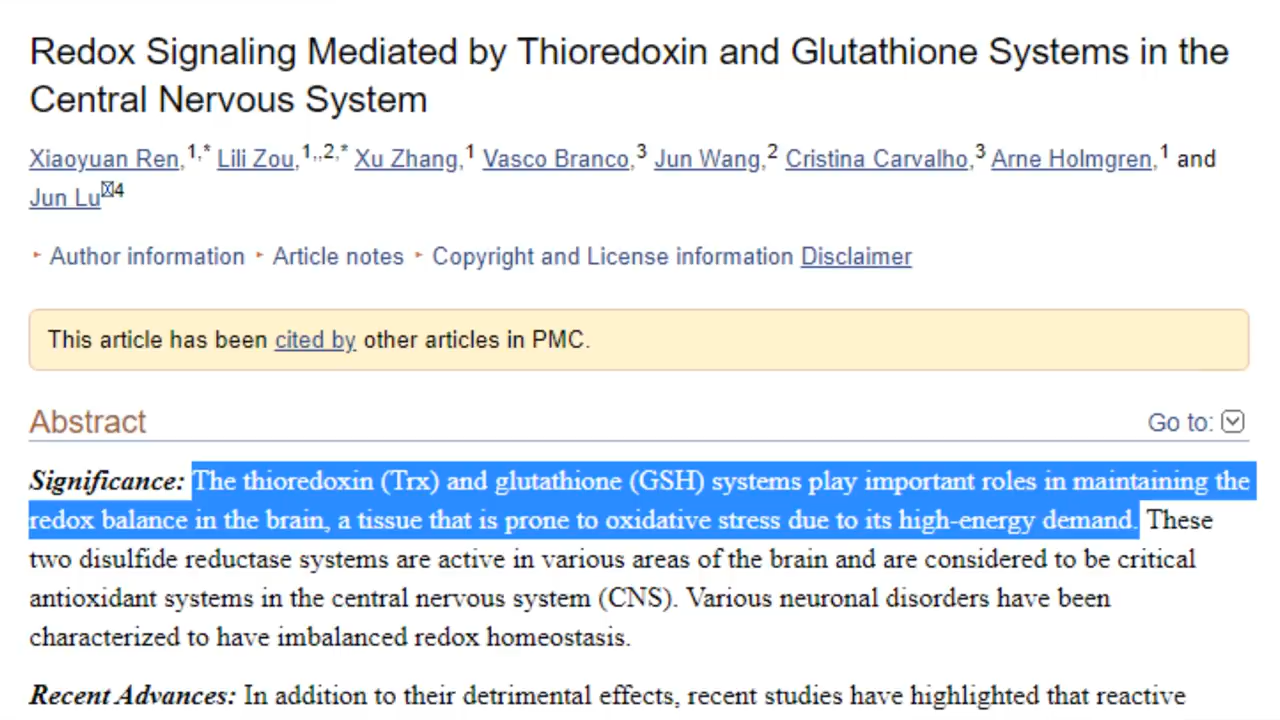 Redox Signaling Mediated by Thioredoxin and Glutathione Systems in the
Central Nervous System
Xiaoyuan Ren,1,* Lili Zou,1,,2,* Xu Zhang,1 Vasco Branco,3 Jun Wang,2 Cristina Carvalho,3 Arne Holmgren,1 and
Jun Lu4
Author information Article notes Copyright and License information Disclaimer
This article has been cited by other articles in PMC.
Abstract Go to:
Significance: The thioredoxin (Trx) and glutathione (GSH) systems play important roles in maintaining the
redox balance in the brain, a tissue that is prone to oxidative stress due to its high-energy demand. These
two disulfide reductase systems are active in various areas of the brain and are considered to be critical
antioxidant systems in the central nervous system (CNS). Various neuronal disorders have been
characterized to have imbalanced redox homeostasis.
Recent Advances: In addition to their detrimental effects, recent studies have highlighted that reactive